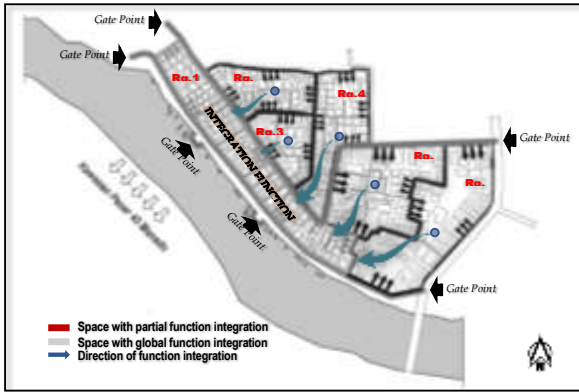 Gate Point
Gate Point
Ra.1
Ra.
Ra.4
Ra.3
INTEGRATION FUNCTION
Gate Point
Gate Point
Ra.
Ra.
Gate Point
Gate Point
Space with partial function integration
Space with global function integration
Direction of function integration
N